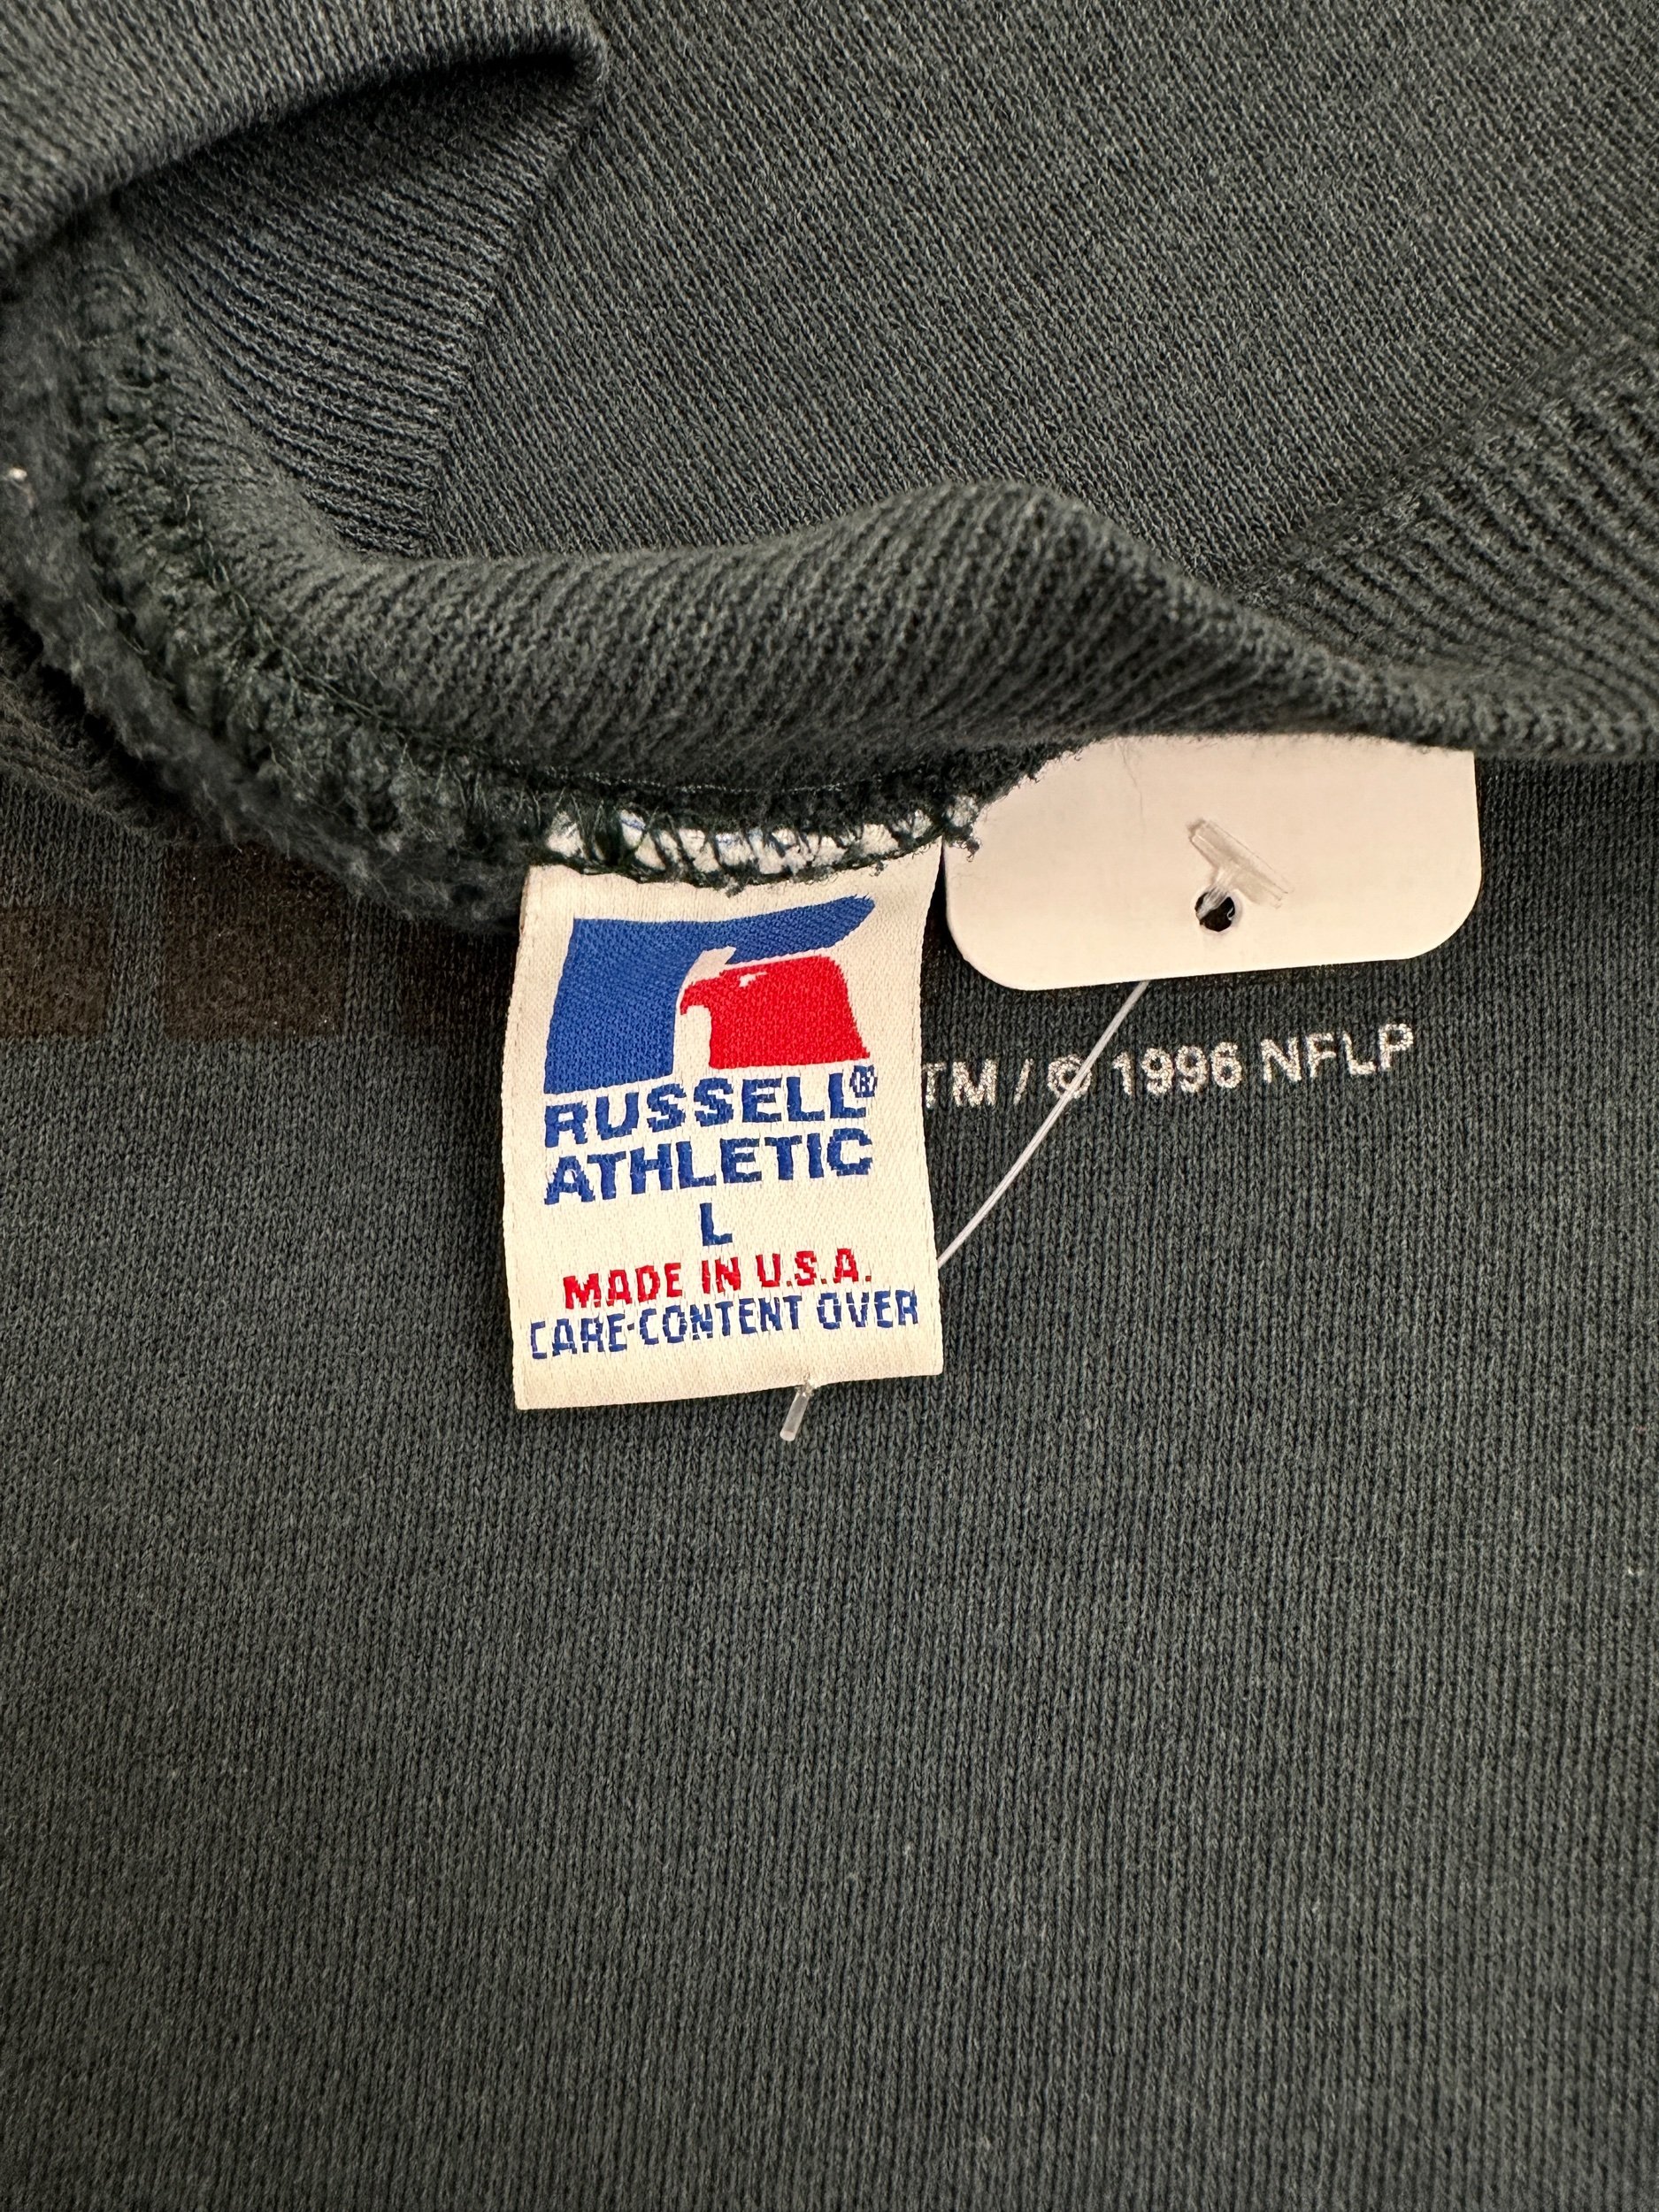 RUSSELL®
ATHLETIC
L
MADE IN U.S.A.
CARE-CONTENT OVER
TM / © 1996 NFLP